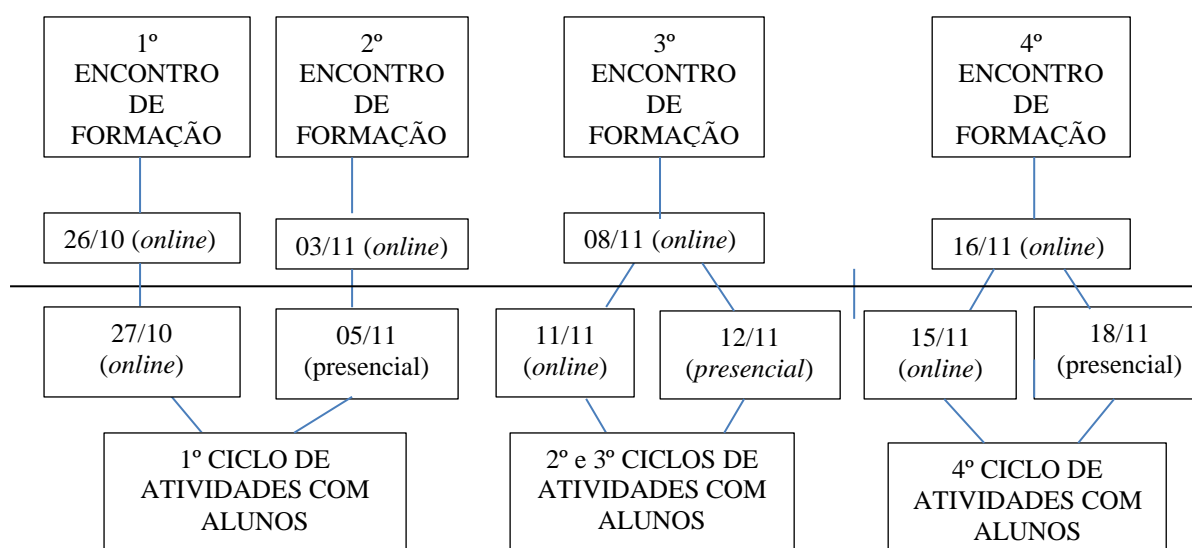 1º
ENCONTRO
DE
FORMAÇÃO
2º
ENCONTRO
DE
FORMAÇÃO
3º
ENCONTRO
DE
FORMAÇÃO
4º
ENCONTRO
DE
FORMAÇÃO
26/10 (online)
03/11 (online)
08/11 (online)
16/11 (online)
27/10
(online)
05/11
(presencial)
11/11
(online)
12/11
(presencial)
15/11
(online)
18/11
(presencial)
1º CICLO DE
ATIVIDADES COM
ALUNOS
2º e 3º CICLOS DE
ATIVIDADES COM
ALUNOS
4º CICLO DE
ATIVIDADES COM
ALUNOS